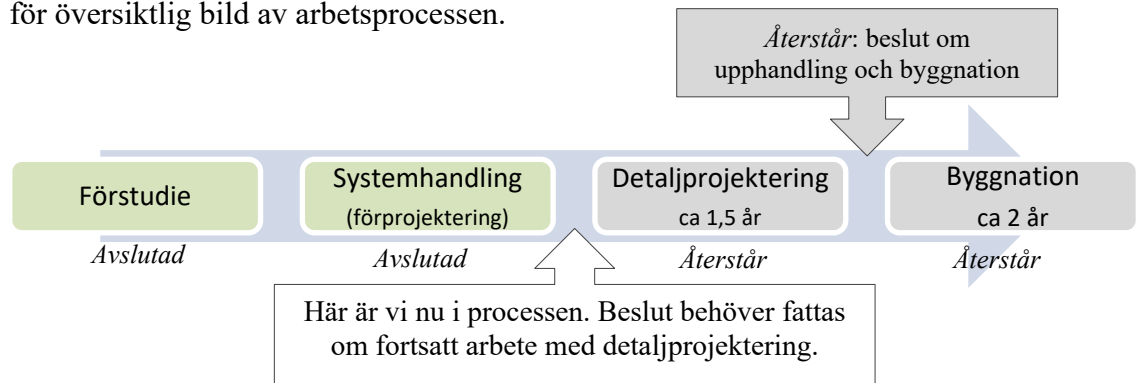 för översiktlig bild av arbetsprocessen.
Återstår: beslut om
upphandling och byggnation
Förstudie
Systemhandling
(förprojektering)
Detaljprojektering
ca 1,5 år
Byggnation
ca 2 år
Avslutad
Avslutad
Återstår
Återstår
Här är vi nu i processen. Beslut behöver fattas
om fortsatt arbete med detaljprojektering.